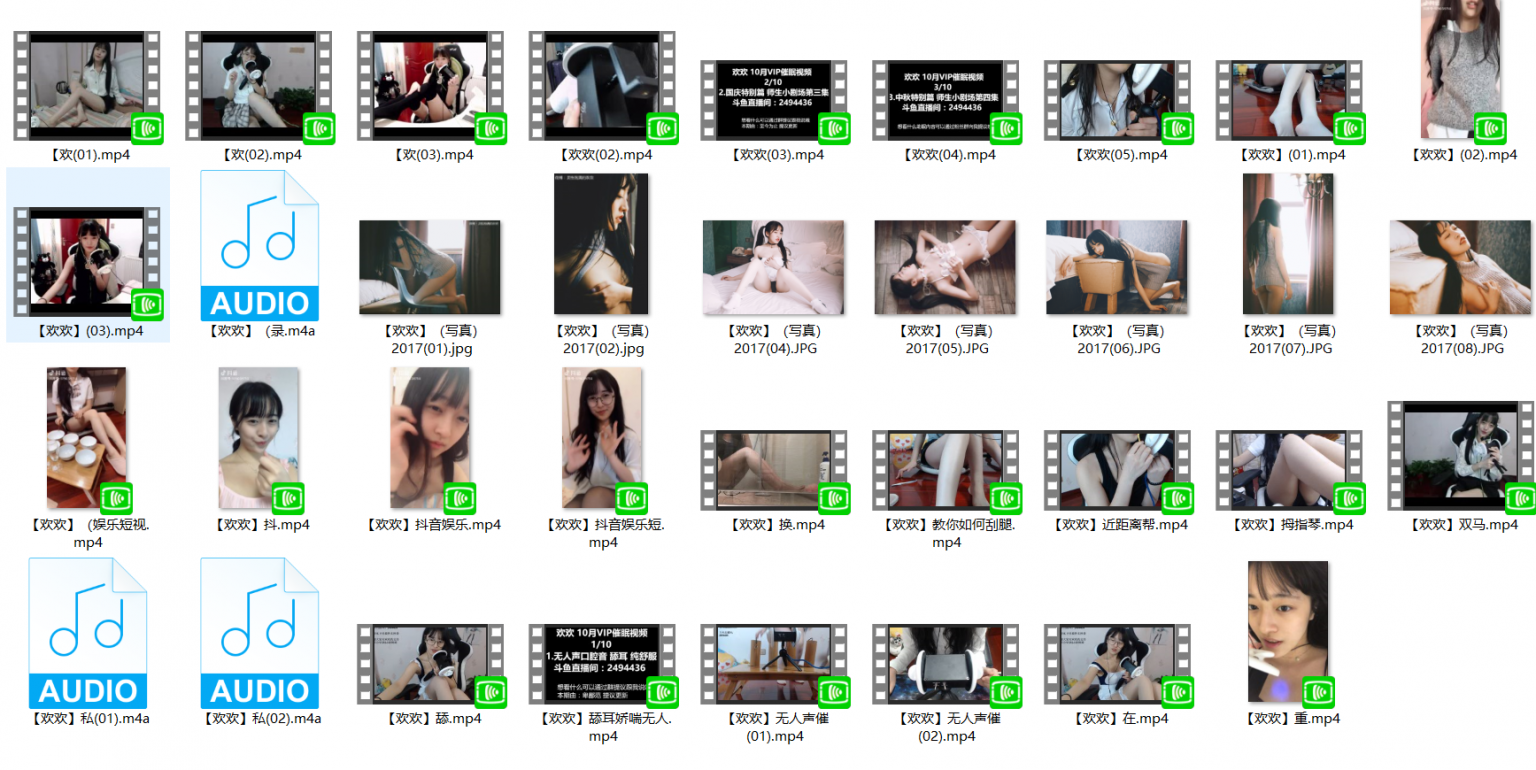 【欢(01).mp4
【欢(02).mp4
【欢(03).mp4
【欢欢(02).mp4
欢欢 10月VIP催眠视频
2/10
2.国庆特别篇 师生小剧场第三集
斗鱼直播间：2494436
【欢欢(03).mp4
欢欢 10月VIP催眠视频
3/10
3.中秋特别篇 师生小剧场第四集
斗鱼直播间：2494436
【欢欢(04).mp4
【欢欢(05).mp4
【欢欢】(01).mp4
【欢欢】(02).mp4
【欢欢】(03).mp4
AUDIO
【欢欢】（录.m4a
【欢欢】（写真）
2017(01).jpg
【欢欢】（写真）
2017(02).jpg
【欢欢】（写真）
2017(04).JPG
【欢欢】（写真）
2017(05).JPG
【欢欢】（写真）
2017(06).JPG
【欢欢】（写真）
2017(07).JPG
【欢欢】（写真）
2017(08).JPG
【欢欢】（娱乐短视.
mp4
【欢欢】抖.mp4
【欢欢】抖音娱乐.mp4
【欢欢】抖音娱乐短.
mp4
【欢欢】换.mp4
【欢欢】教你如何刮腿.
mp4
【欢欢】近距离帮.mp4
【欢欢】拇指琴.mp4
【欢欢】双马.mp4
AUDIO
【欢欢】私(01).m4a
AUDIO
【欢欢】私(02).m4a
【欢欢】舔.mp4
欢欢 10月VIP催眠视频
1/10
1.无人声口腔音 舔耳 纯舒服
斗鱼直播间：2494436
【欢欢】舔耳娇喘无人.
mp4
【欢欢】无人声催
(01).mp4
【欢欢】无人声催
(02).mp4
【欢欢】在.mp4
【欢欢】重.mp4